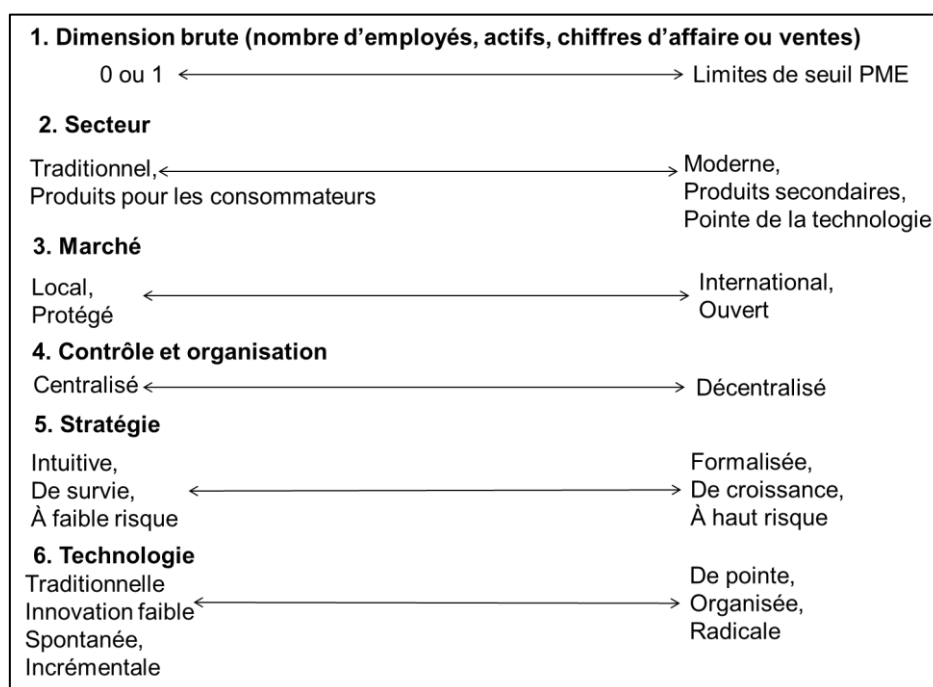 1. Dimension brute (nombre d'employés, actifs, chiffres d'affaire ou ventes)
0 ou 1 Limites de seuil PME
2. Secteur
Traditionnel, Moderne,
Produits pour les consommateurs Produits secondaires,
Pointe de la technologie
3. Marché
Local, International,
Protégé Ouvert
4. Contrôle et organisation
Centralisé Décentralisé
5. Stratégie
Intuitive, Formalisée,
De survie, De croissance,
À faible risque À haut risque
6. Technologie
Traditionnelle De pointe,
Innovation faible Organisée,
Spontanée, Radicale
Incrémentale